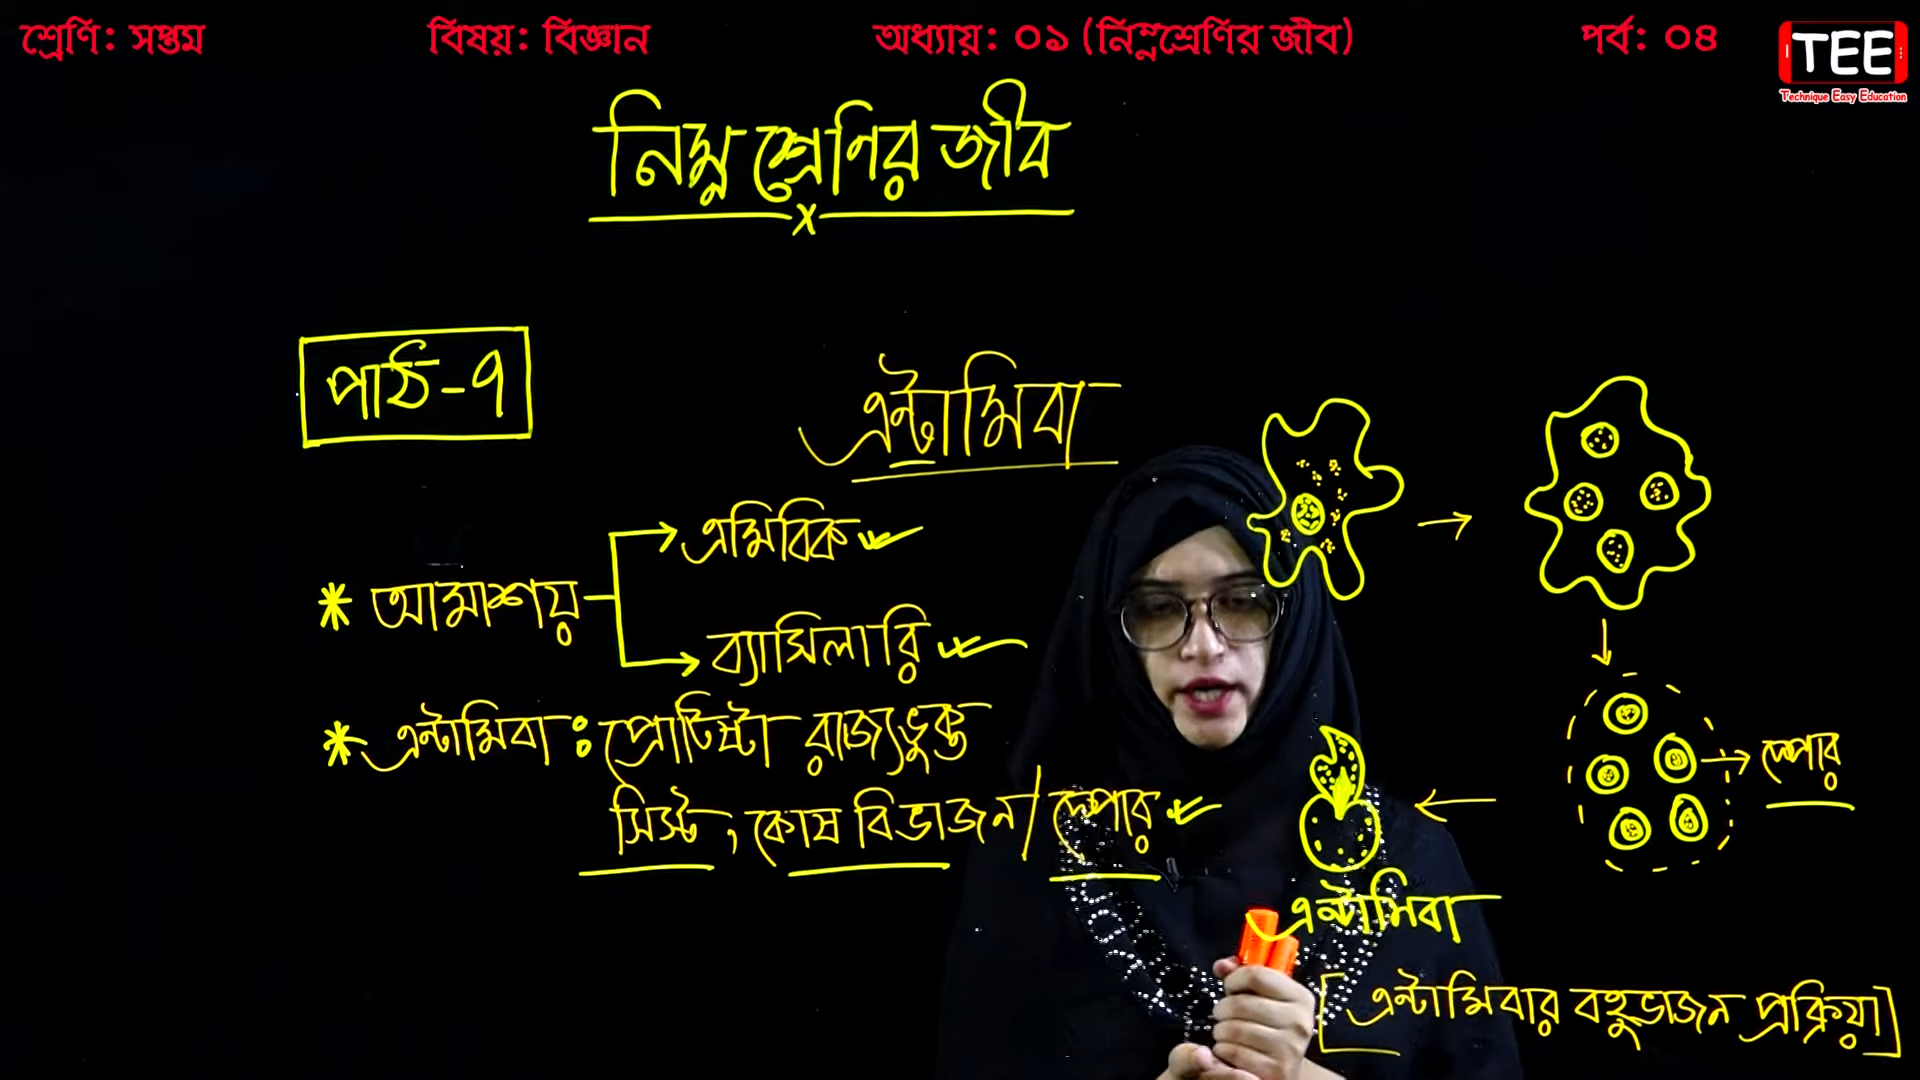 শ্রেণি: সপ্তম
বিষয়: বিজ্ঞান
অধ্যায়: ০১ (নিম্নশ্রেণির জীব)
পর্ব: ০৪
TEE
Technique Easy Education
নিম্ন শ্রেণির জীব
x
পাঠ-৭
এন্টামিবা
* আমাশয়
এমিবিক
ব্যাসিলারি
* এন্টামিবা : প্রোটিষ্টা রাজ্যভুক্ত
সিস্ট, কোষ বিভাজন / স্পোর
স্পোর
এন্টামিবা
[এন্টামিবার বহুভাজন প্রক্রিয়া]